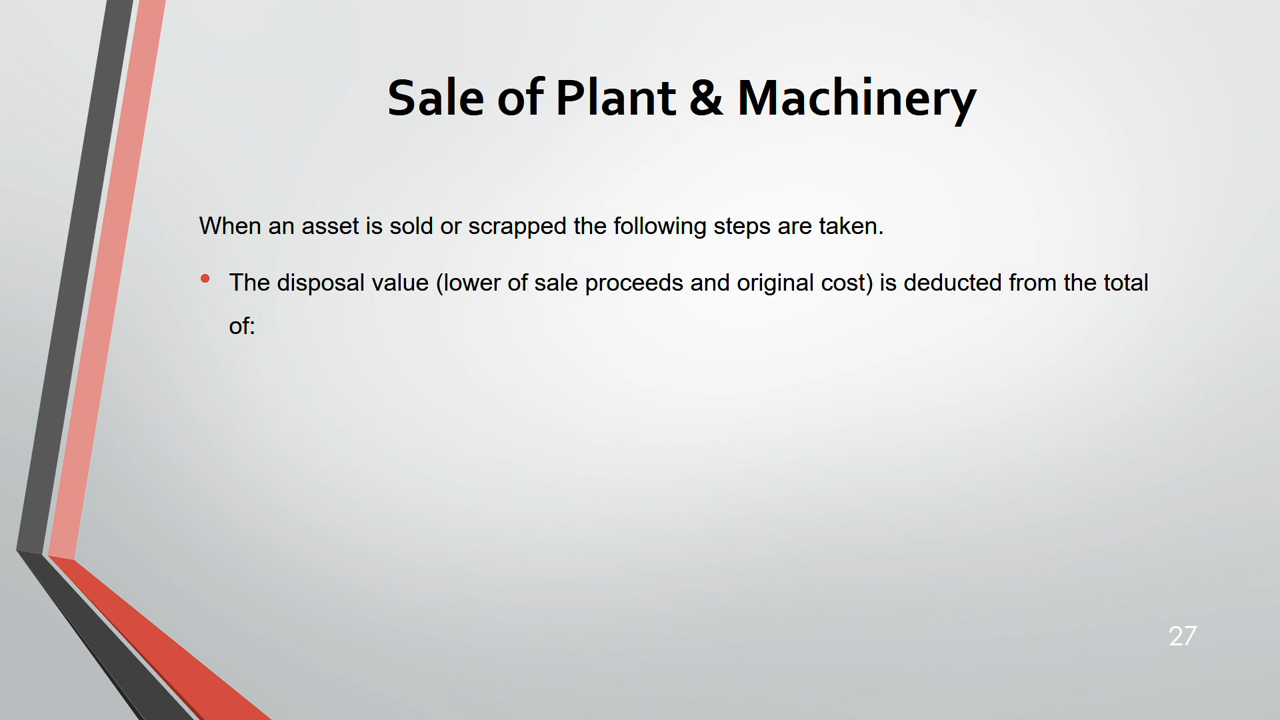 Sale of Plant & Machinery
When an asset is sold or scrapped the following steps are taken.
• The disposal value (lower of sale proceeds and original cost) is deducted from the total
of:
27